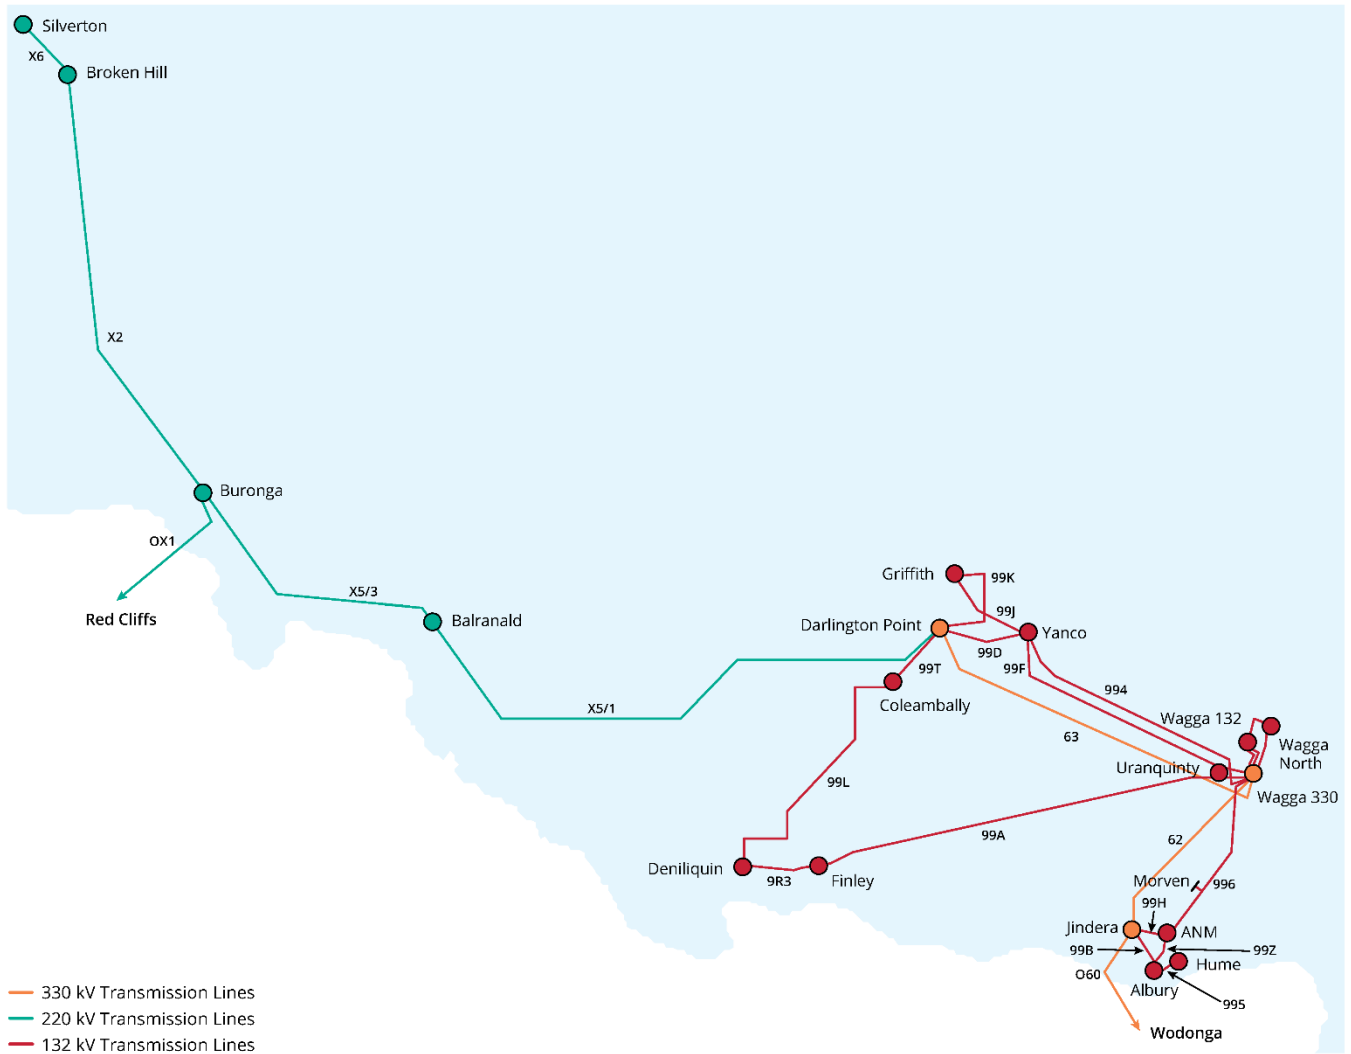 Silverton
X6
Broken Hill
X2
Buronga
OX1
Red Cliffs
X5/3
Balranald
X5/1
Griffith
99K
99J
Darlington Point
Yanco
99D
99T
99F
Coleambally
994
63
Wagga 132
Wagga
North
Uranquinty
Wagga 330
99L
99A
62
Deniliquin
9R3
Finley
Morven
996
99H
Jindera
ANM
99B
99Z
Hume
O60
Albury
995
Wodonga
330 kV Transmission Lines
220 kV Transmission Lines
132 kV Transmission Lines